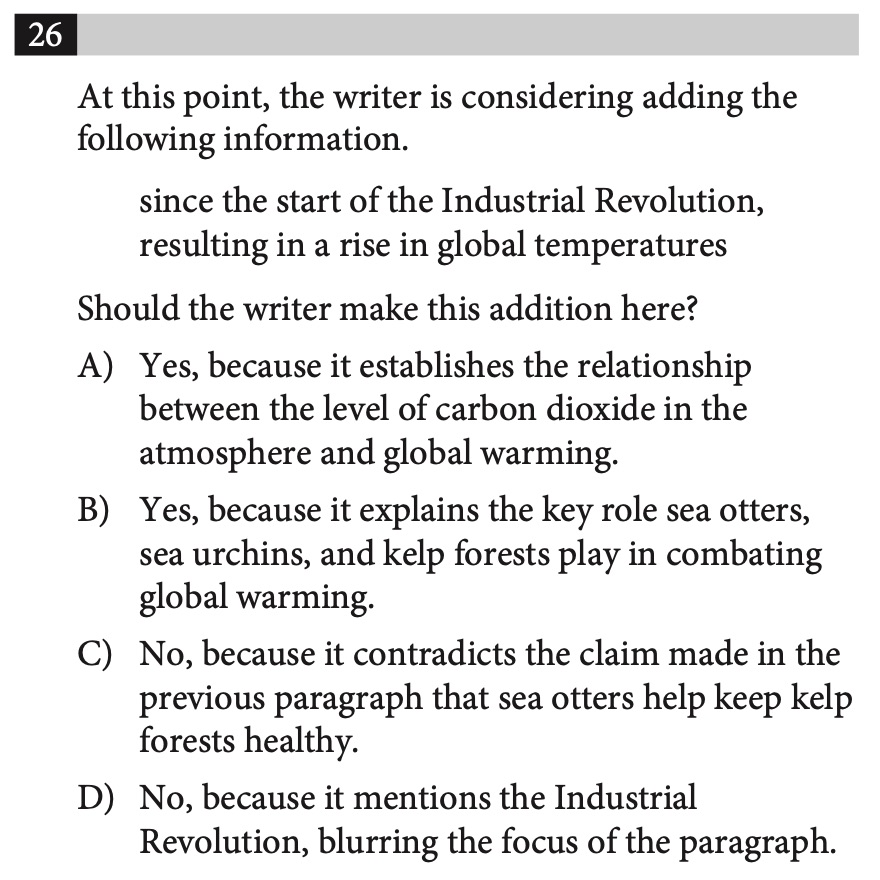 26
At this point, the writer is considering adding the
following information.
since the start of the Industrial Revolution,
resulting in a rise in global temperatures
Should the writer make this addition here?
A) Yes, because it establishes the relationship
between the level of carbon dioxide in the
atmosphere and global warming.
B) Yes, because it explains the key role sea otters,
sea urchins, and kelp forests play in combating
global warming.
C) No, because it contradicts the claim made in the
previous paragraph that sea otters help keep kelp
forests healthy.
D) No, because it mentions the Industrial
Revolution, blurring the focus of the paragraph.